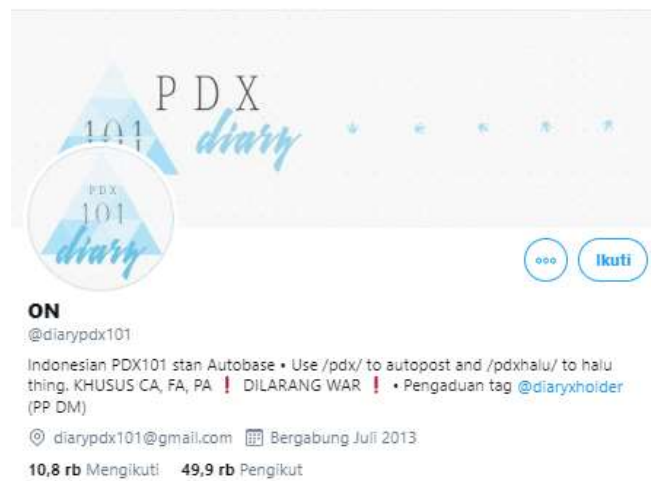 PDX
101 diary
PDX
101
diary
Ikuti
ON
@diarypdx101
Indonesian PDX101 stan Autobase • Use /pdx/ to autopost and /pdxhalu/ to halu
thing. KHUSUS CA, FA, PA ❗ DILARANG WAR ❗ • Pengaduan tag @diaryxholder
(PP DM)
diarypdx101@gmail.com Bergabung Juli 2013
10,8 rb Mengikuti 49,9 rb Pengikut